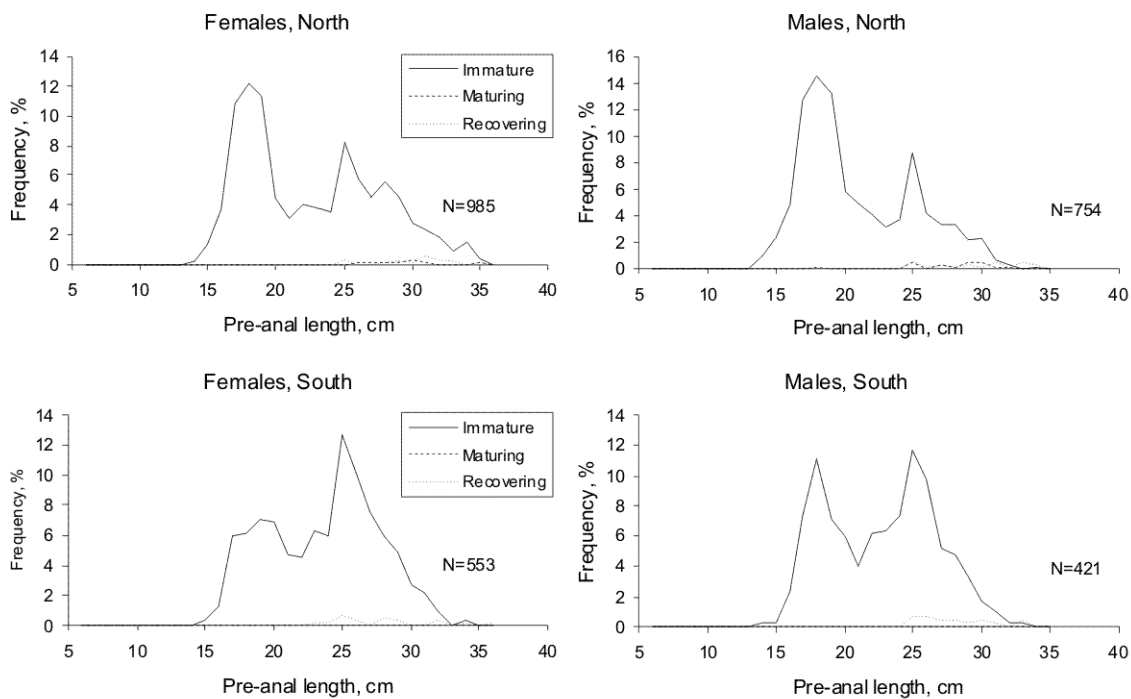 Females, North
14
12
10
8
6
4
2
0
Frequency, %
Immature
Maturing
Recovering
N=985
5 10 15 20 25 30 35 40
Pre-anal length, cm
Males, North
16
14
12
10
8
6
4
2
0
Frequency, %
N=754
5 10 15 20 25 30 35 40
Pre-anal length, cm
Females, South
14
12
10
8
6
4
2
0
Frequency, %
Immature
Maturing
Recovering
N=553
5 10 15 20 25 30 35 40
Pre-anal length, cm
Males, South
14
12
10
8
6
4
2
0
Frequency, %
N=421
5 10 15 20 25 30 35 40
Pre-anal length, cm